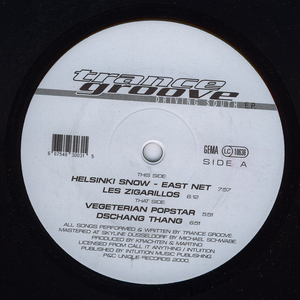 trance
groove
DRIVING SOUTH E.P.
THIS SIDE
HELSINKI SNOW - EAST NET 7:57
LES ZIGARILLOS 6:12
THAT SIDE
VEGETERIAN POPSTAR 5:51
DSCHANG THANG 6:51
GEMA LC 10838
SIDE A
ALL SONGS PERFORMED & WRITTEN BY TRANCE GROOVE.
MASTERED AT SKYLINE DÜSSELDORF BY MICHAEL SCHWABE
PRODUCED BY KRACHTEN & MARTING
LICENSED FROM CALL IT ANYTHING / INTUITION
PUBLISHED BY INTUITION MUSIC PUBLISHING
P&C UNIQUE RECORDS 2000.